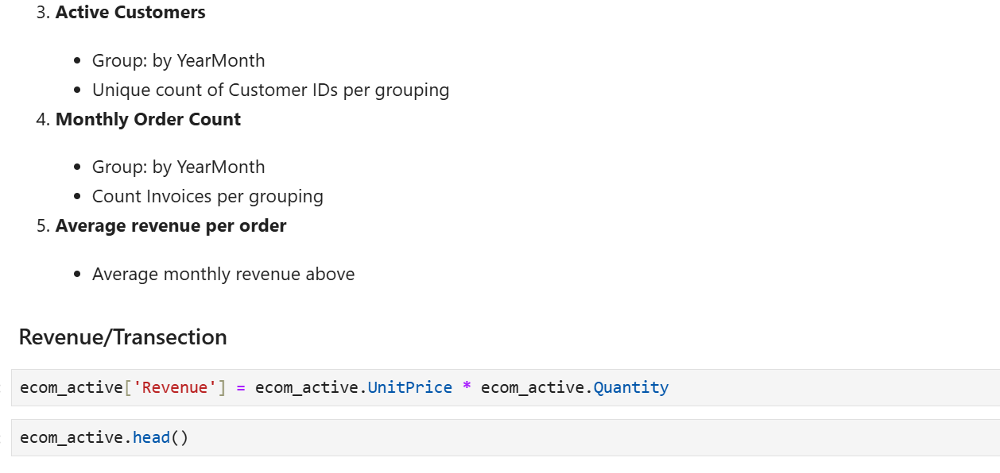 3. Active Customers
• Group: by YearMonth
• Unique count of Customer IDs per grouping
4. Monthly Order Count
• Group: by YearMonth
• Count Invoices per grouping
5. Average revenue per order
• Average monthly revenue above
Revenue/Transection
ecom_active['Revenue'] = ecom_active.UnitPrice * ecom_active.Quantity
ecom_active.head()